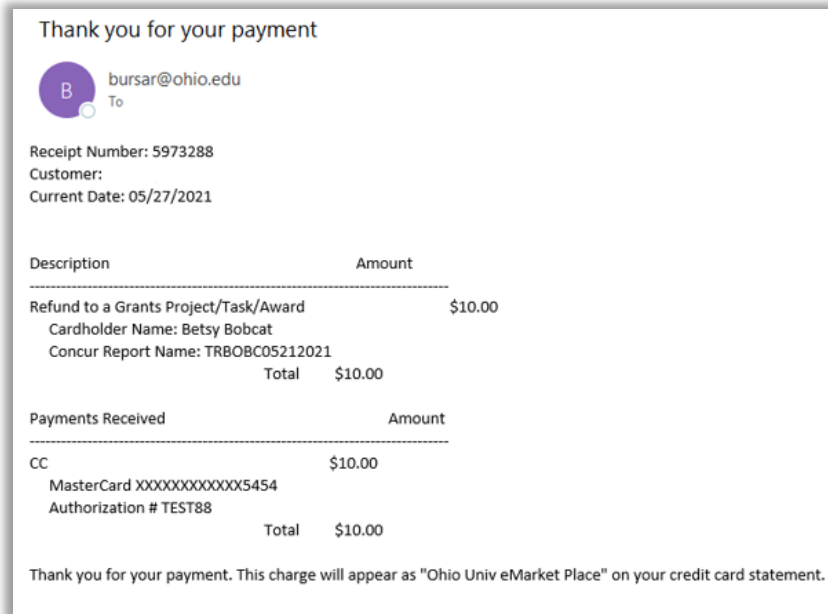 Thank you for your payment
B
bursar@ohio.edu
To
Receipt Number: 5973288
Customer:
Current Date: 05/27/2021
Description Amount
--------------------------------------------------------------------------------
Refund to a Grants Project/Task/Award $10.00
Cardholder Name: Betsy Bobcat
Concur Report Name: TRBOBC05212021
Total $10.00
Payments Received Amount
--------------------------------------------------------------------------------
CC $10.00
MasterCard XXXXXXXXXXXX5454
Authorization # TEST88
Total $10.00
Thank you for your payment. This charge will appear as "Ohio Univ eMarket Place" on your credit card statement.